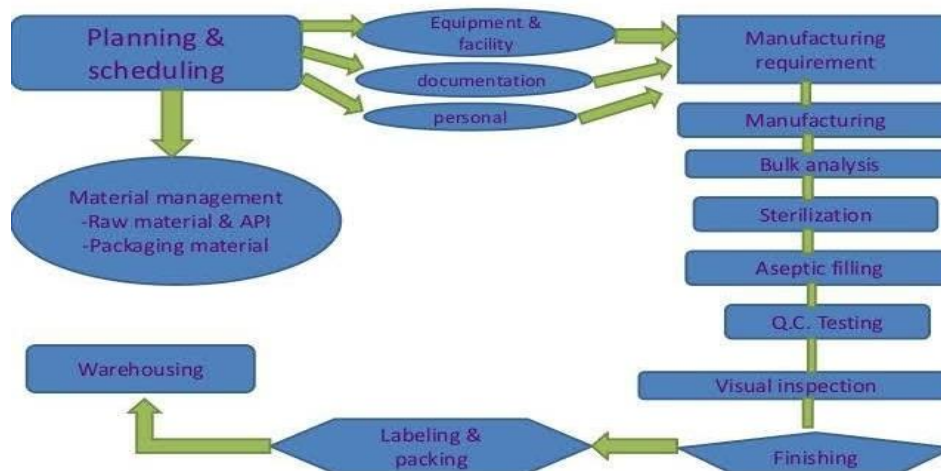 Planning &
scheduling
Equipment &
facility
documentation
personal
Manufacturing
requirement
Manufacturing
Bulk analysis
Sterilization
Aseptic filling
Q.C. Testing
Visual inspection
Finishing
Labeling &
packing
Warehousing
Material management
-Raw material & API
-Packaging material